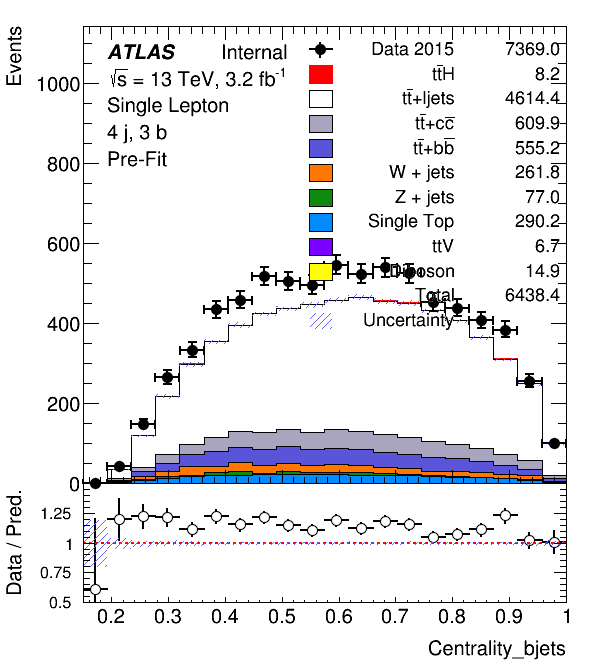 Events
ATLAS Internal
√s = 13 TeV, 3.2 fb⁻¹
Single Lepton
4 j, 3 b
Pre-Fit
Data 2015 7369.0
tt̄H 8.2
tt̄+ljets 4614.4
tt̄+cc̄ 609.9
tt̄+bb̄ 555.2
W + jets 261.8
Z + jets 77.0
Single Top 290.2
ttV 6.7
Diboson 14.9
Total 6438.4
Uncertainty
1000
800
600
400
200
0
Data / Pred.
1.25
1
0.75
0.5
0.2 0.3 0.4 0.5 0.6 0.7 0.8 0.9 1
Centrality_bjets